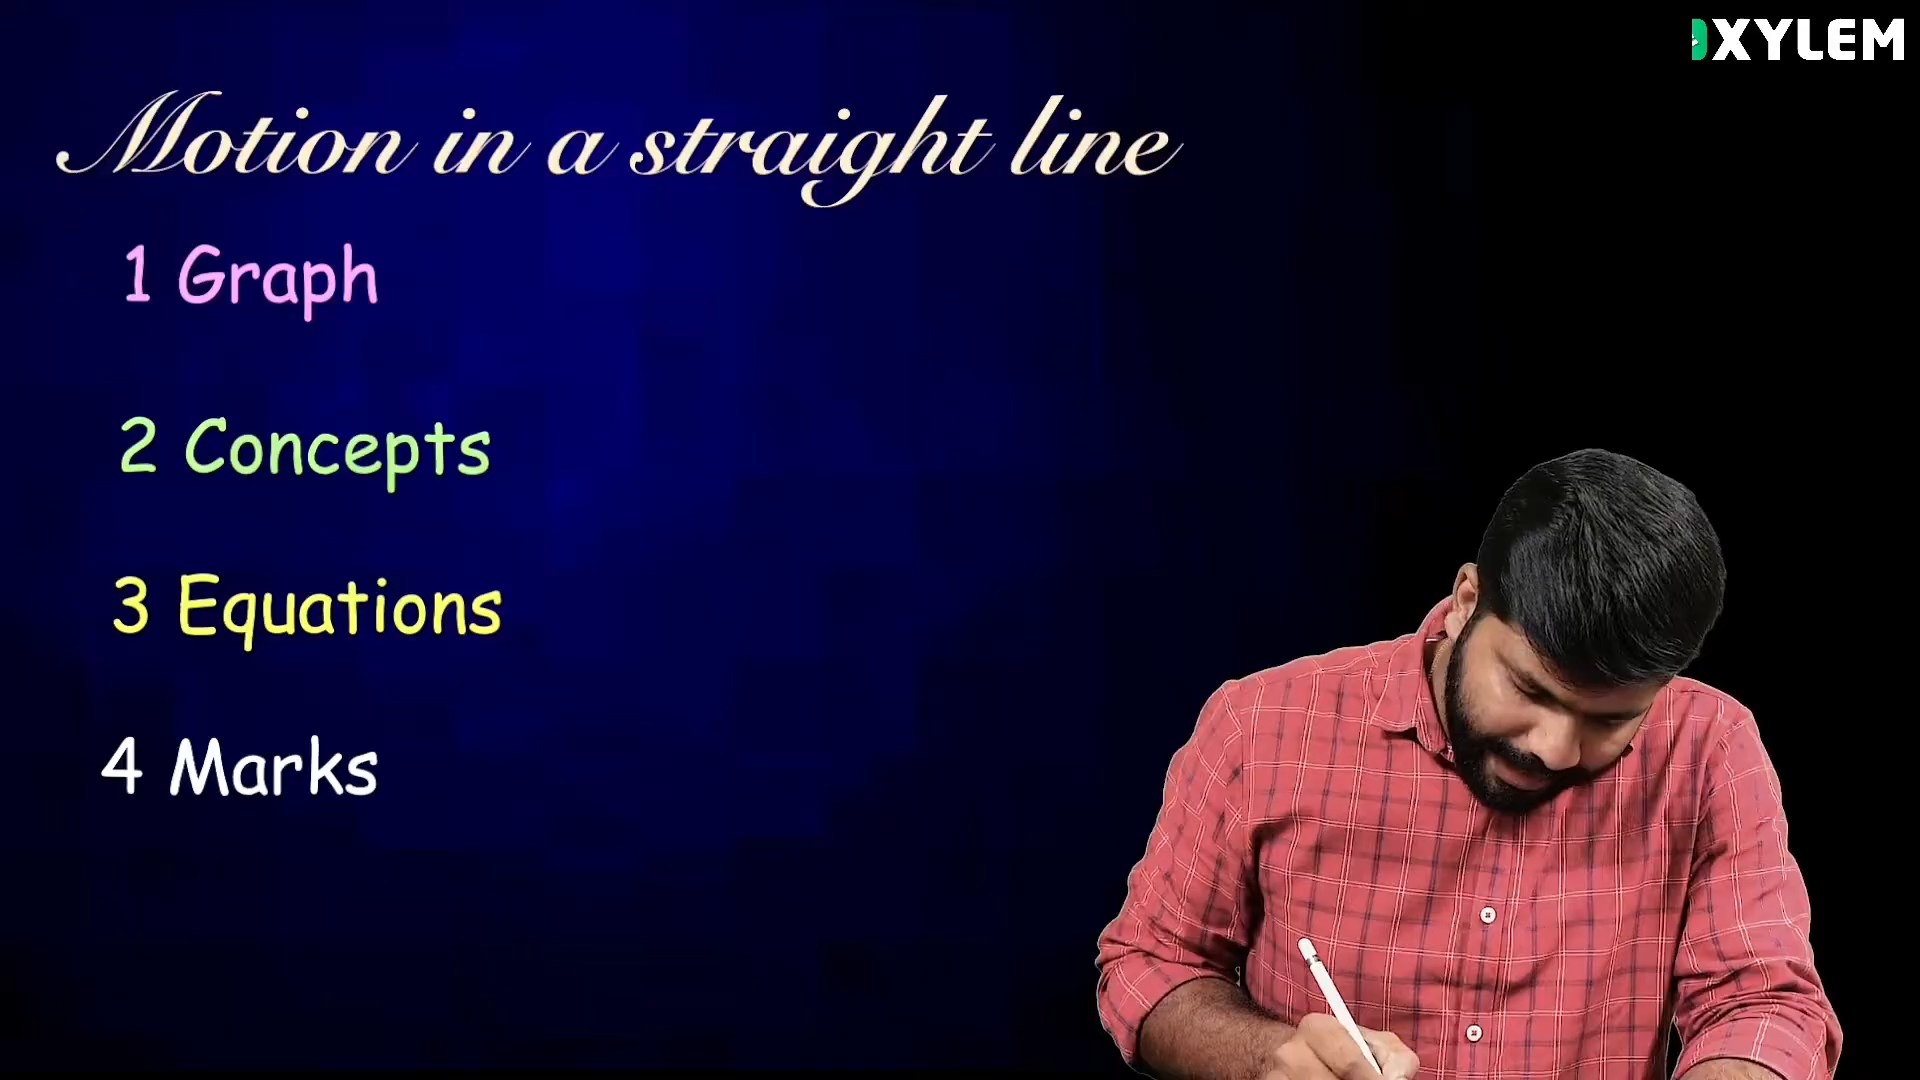 XYLEM
Motion in a straight line
1 Graph
2 Concepts
3 Equations
4 Marks